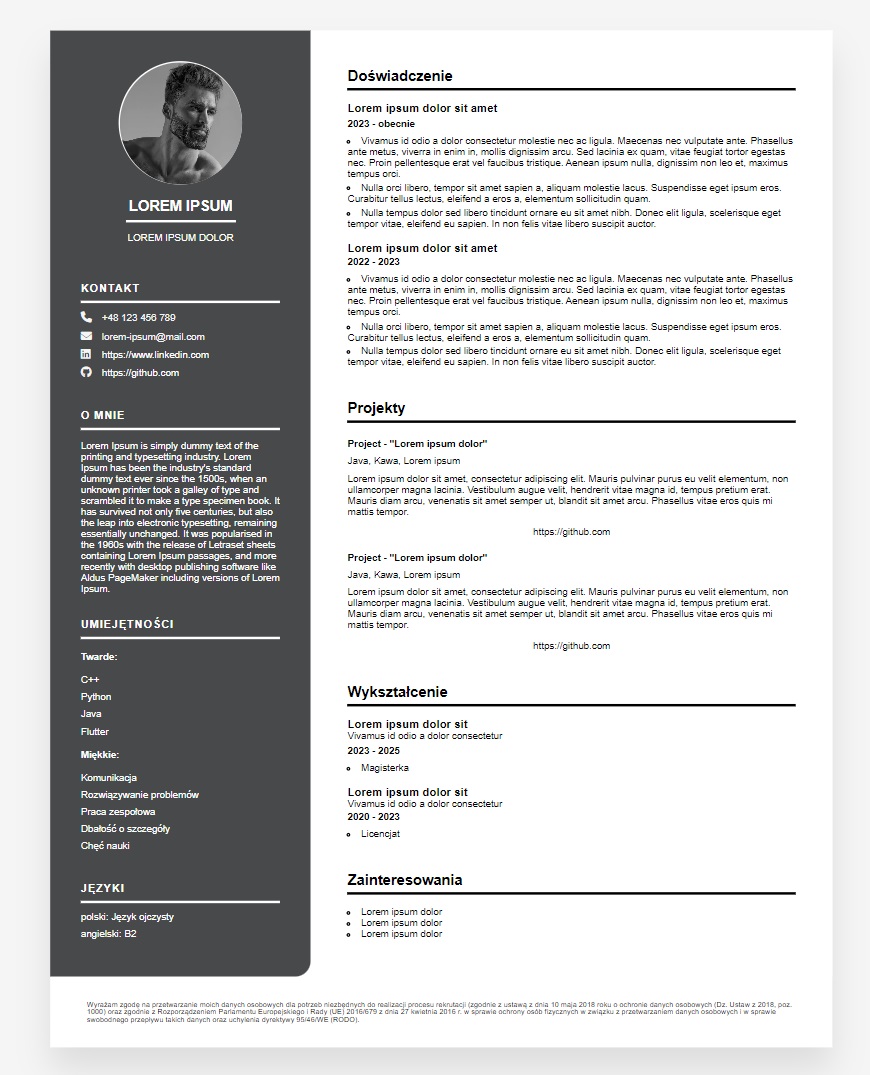 LOREM IPSUM
LOREM IPSUM DOLOR
KONTAKT
+48 123 456 789
lorem-ipsum@mail.com
https://www.linkedin.com
https://github.com
O MNIE
Lorem Ipsum is simply dummy text of the
printing and typesetting industry. Lorem
Ipsum has been the industry's standard
dummy text ever since the 1500s, when an
unknown printer took a galley of type and
scrambled it to make a type specimen book. It
has survived not only five centuries, but also
the leap into electronic typesetting, remaining
essentially unchanged. It was popularised in
the 1960s with the release of Letraset sheets
containing Lorem Ipsum passages, and more
recently with desktop publishing software like
Aldus PageMaker including versions of Lorem
Ipsum.
UMIEJĘTNOŚCI
Twarde:
C++
Python
Java
Flutter
Miękkie:
Komunikacja
Rozwiązywanie problemów
Praca zespołowa
Dbałość o szczegóły
Chęć nauki
JĘZYKI
polski: Język ojczysty
angielski: B2
Doświadczenie
Lorem ipsum dolor sit amet
2023 - obecnie
Vivamus id odio a dolor consectetur molestie nec ac ligula. Maecenas nec vulputate ante. Phasellus
ante metus, viverra in enim in, mollis dignissim arcu. Sed lacinia ex quam, vitae feugiat tortor egestas
nec. Proin pellentesque erat vel faucibus tristique. Aenean ipsum nulla, dignissim non leo et, maximus
tempus orci.
Nulla orci libero, tempor sit amet sapien a, aliquam molestie lacus. Suspendisse eget ipsum eros.
Curabitur tellus lectus, eleifend a eros a, elementum sollicitudin quam.
Nulla tempus dolor sed libero tincidunt ornare eu sit amet nibh. Donec elit ligula, scelerisque eget
tempor vitae, eleifend eu sapien. In non felis vitae libero suscipit auctor.
Lorem ipsum dolor sit amet
2022 - 2023
Vivamus id odio a dolor consectetur molestie nec ac ligula. Maecenas nec vulputate ante. Phasellus
ante metus, viverra in enim in, mollis dignissim arcu. Sed lacinia ex quam, vitae feugiat tortor egestas
nec. Proin pellentesque erat vel faucibus tristique. Aenean ipsum nulla, dignissim non leo et, maximus
tempus orci.
Nulla orci libero, tempor sit amet sapien a, aliquam molestie lacus. Suspendisse eget ipsum eros.
Curabitur tellus lectus, eleifend a eros a, elementum sollicitudin quam.
Nulla tempus dolor sed libero tincidunt ornare eu sit amet nibh. Donec elit ligula, scelerisque eget
tempor vitae, eleifend eu sapien. In non felis vitae libero suscipit auctor.
Projekty
Project - "Lorem ipsum dolor"
Java, Kawa, Lorem ipsum
Lorem ipsum dolor sit amet, consectetur adipiscing elit. Mauris pulvinar purus eu velit elementum, non
ullamcorper magna lacinia. Vestibulum augue velit, hendrerit vitae magna id, tempus pretium erat.
Mauris diam arcu, venenatis sit amet semper ut, blandit sit amet arcu. Phasellus vitae eros quis mi
mattis tempor.
https://github.com
Project - "Lorem ipsum dolor"
Java, Kawa, Lorem ipsum
Lorem ipsum dolor sit amet, consectetur adipiscing elit. Mauris pulvinar purus eu velit elementum, non
ullamcorper magna lacinia. Vestibulum augue velit, hendrerit vitae magna id, tempus pretium erat.
Mauris diam arcu, venenatis sit amet semper ut, blandit sit amet arcu. Phasellus vitae eros quis mi
mattis tempor.
https://github.com
Wykształcenie
Lorem ipsum dolor sit
Vivamus id odio a dolor consectetur
2023 - 2025
Magisterka
Lorem ipsum dolor sit
Vivamus id odio a dolor consectetur
2020 - 2023
Licencjat
Zainteresowania
Lorem ipsum dolor
Lorem ipsum dolor
Lorem ipsum dolor
Wyrażam zgodę na przetwarzanie moich danych osobowych dla potrzeb niezbędnych do realizacji procesu rekrutacji (zgodnie z ustawą z dnia 10 maja 2018 roku o ochronie danych osobowych (Dz. Ustaw z 2018, poz.
1000) oraz zgodnie z Rozporządzeniem Parlamentu Europejskiego i Rady (UE) 2016/679 z dnia 27 kwietnia 2016 r. w sprawie ochrony osób fizycznych w związku z przetwarzaniem danych osobowych i w sprawie
swobodnego przepływu takich danych oraz uchylenia dyrektywy 95/46/WE (RODO).